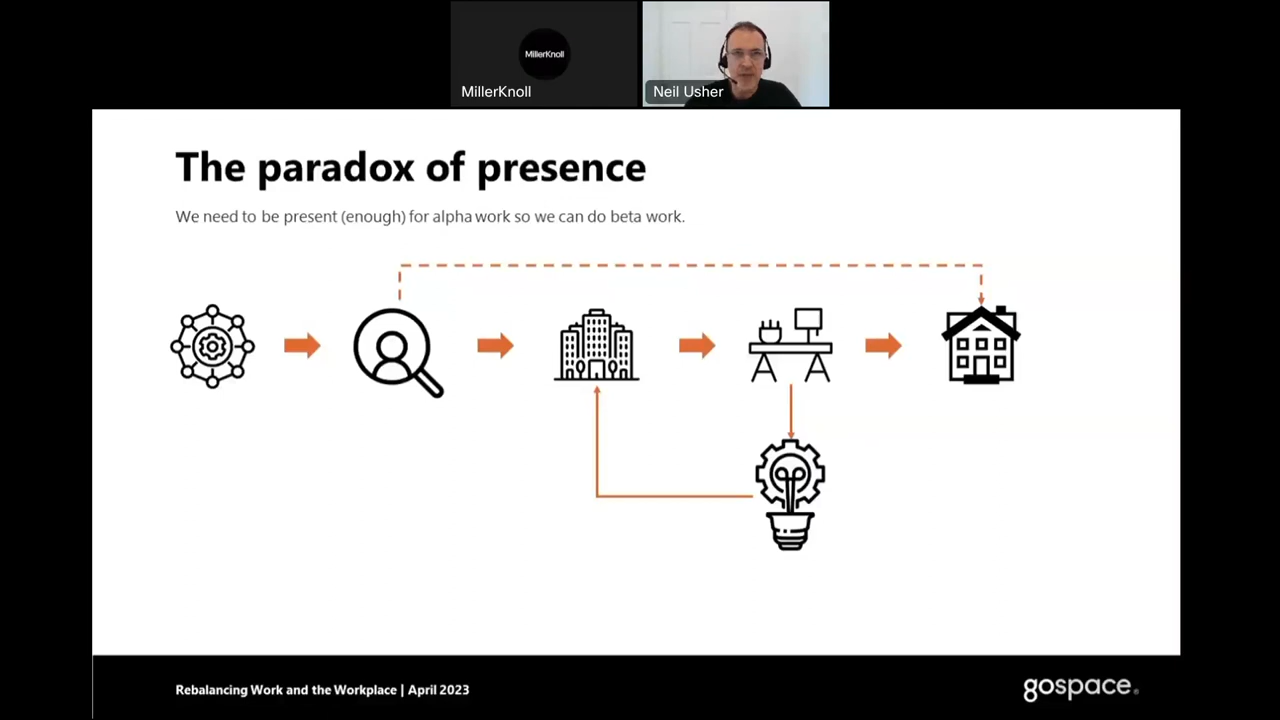 MillerKnoll
MillerKnoll
Neil Usher
The paradox of presence
We need to be present (enough) for alpha work so we can do beta work.
Rebalancing Work and the Workplace | April 2023
gospace®